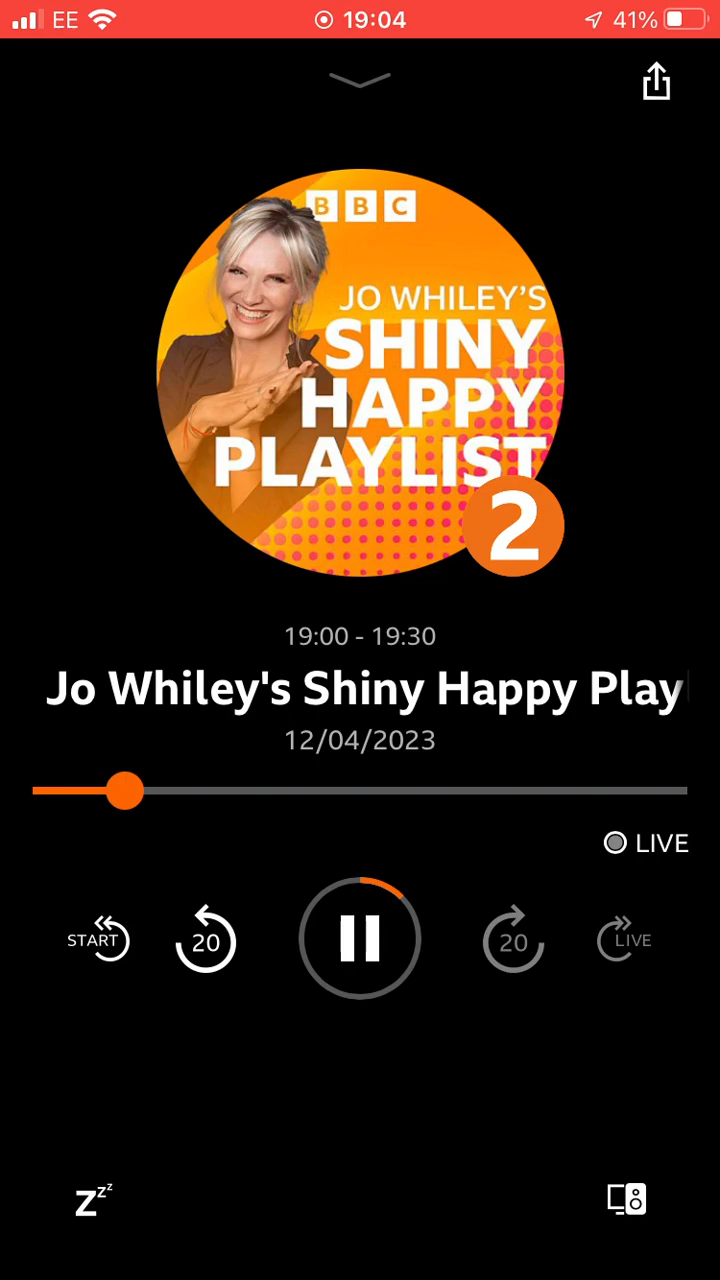 EE 19:04 41%
BBC
JO WHILEY'S
SHINY
HAPPY
PLAYLIST
2
19:00 - 19:30
Jo Whiley's Shiny Happy Play
12/04/2023
LIVE
START 20 20 LIVE
Zzz